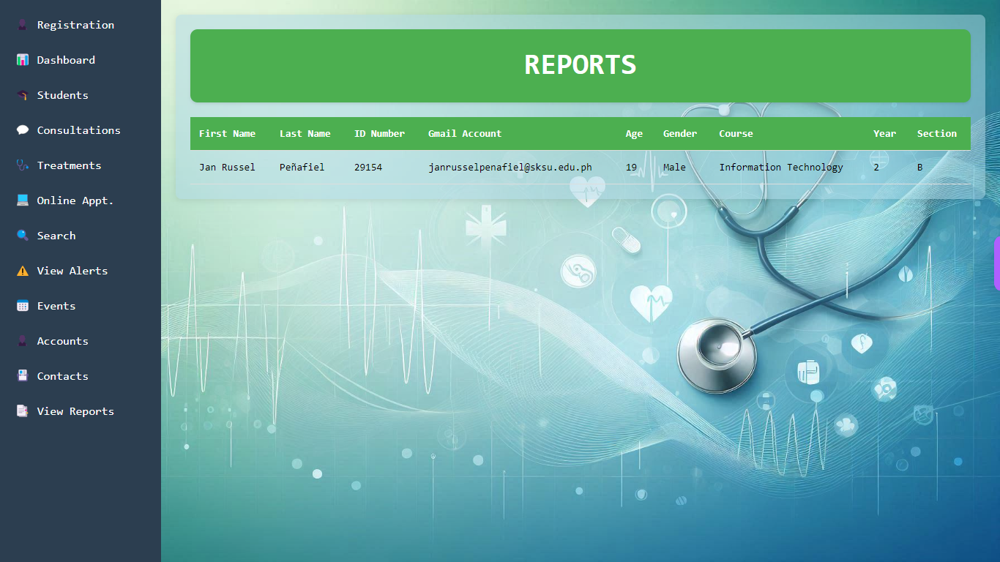 Registration
Dashboard
Students
Consultations
Treatments
Online Appt.
Search
View Alerts
Events
Accounts
Contacts
View Reports
REPORTS
First Name Last Name ID Number Gmail Account Age Gender Course Year Section
Jan Russel Peñafiel 29154 janrusselpenafiel@sksu.edu.ph 19 Male Information Technology 2 B